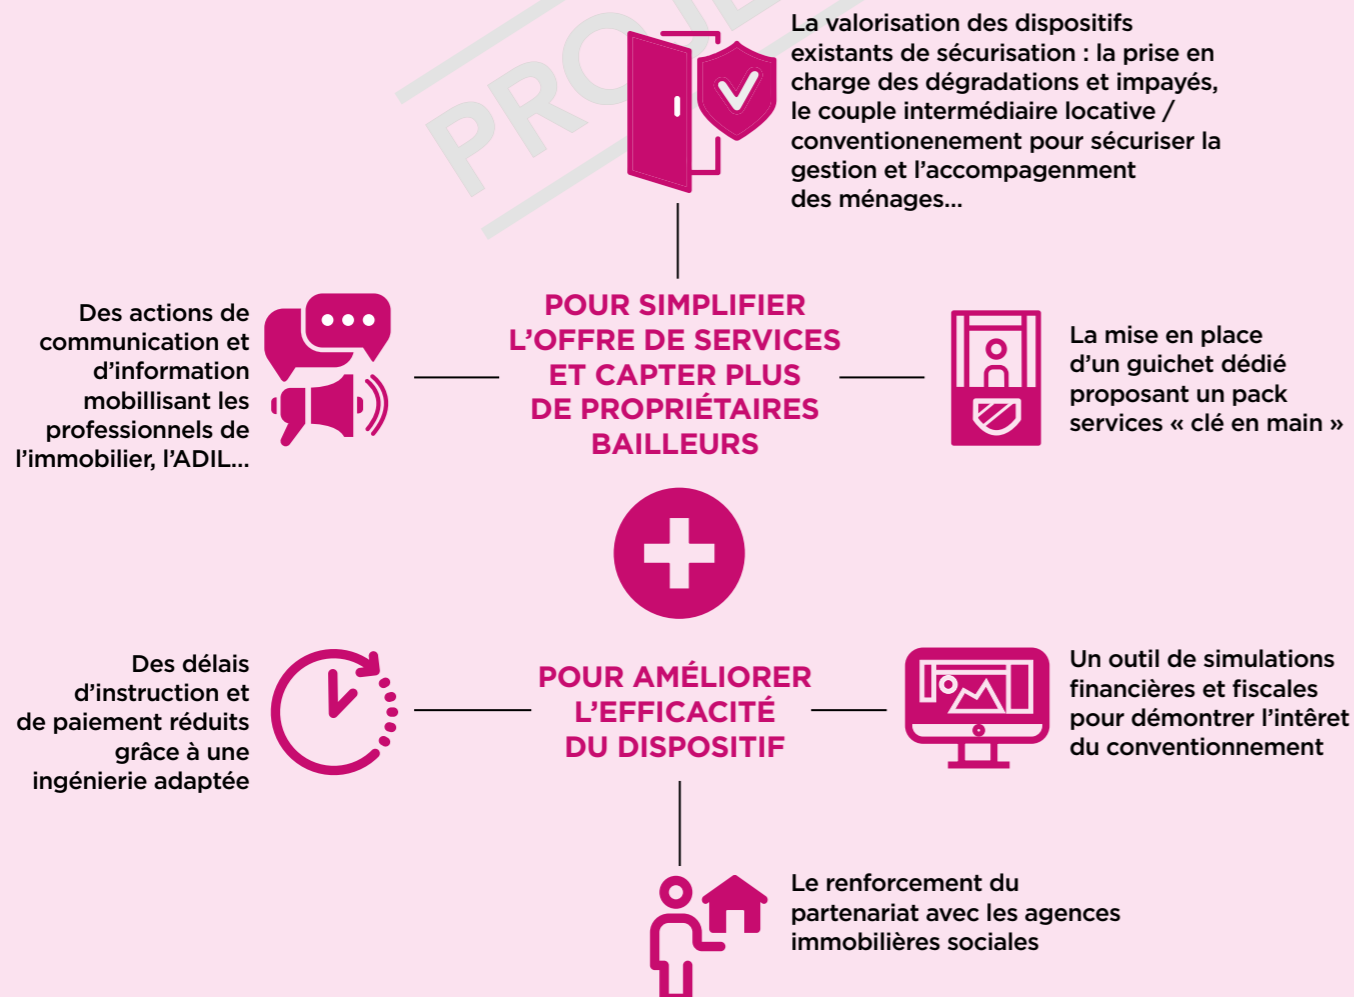 La valorisation des dispositifs
existants de sécurisation : la prise en
charge des dégradations et impayés,
le couple intermédiaire locative /
conventionenement pour sécuriser la
gestion et l'accompagenment
des ménages...
Des actions de
communication et
d'information
mobillisant les
professionnels de
l'immobilier, l'ADIL...
POUR SIMPLIFIER
L'OFFRE DE SERVICES
ET CAPTER PLUS
DE PROPRIÉTAIRES
BAILLEURS
La mise en place
d'un guichet dédié
proposant un pack
services « clé en main »
Des délais
d'instruction et
de paiement réduits
grâce à une
ingénierie adaptée
POUR AMÉLIORER
L'EFFICACITÉ
DU DISPOSITIF
Un outil de simulations
financières et fiscales
pour démontrer l'intêret
du conventionnement
Le renforcement du
partenariat avec les agences
immobilières sociales